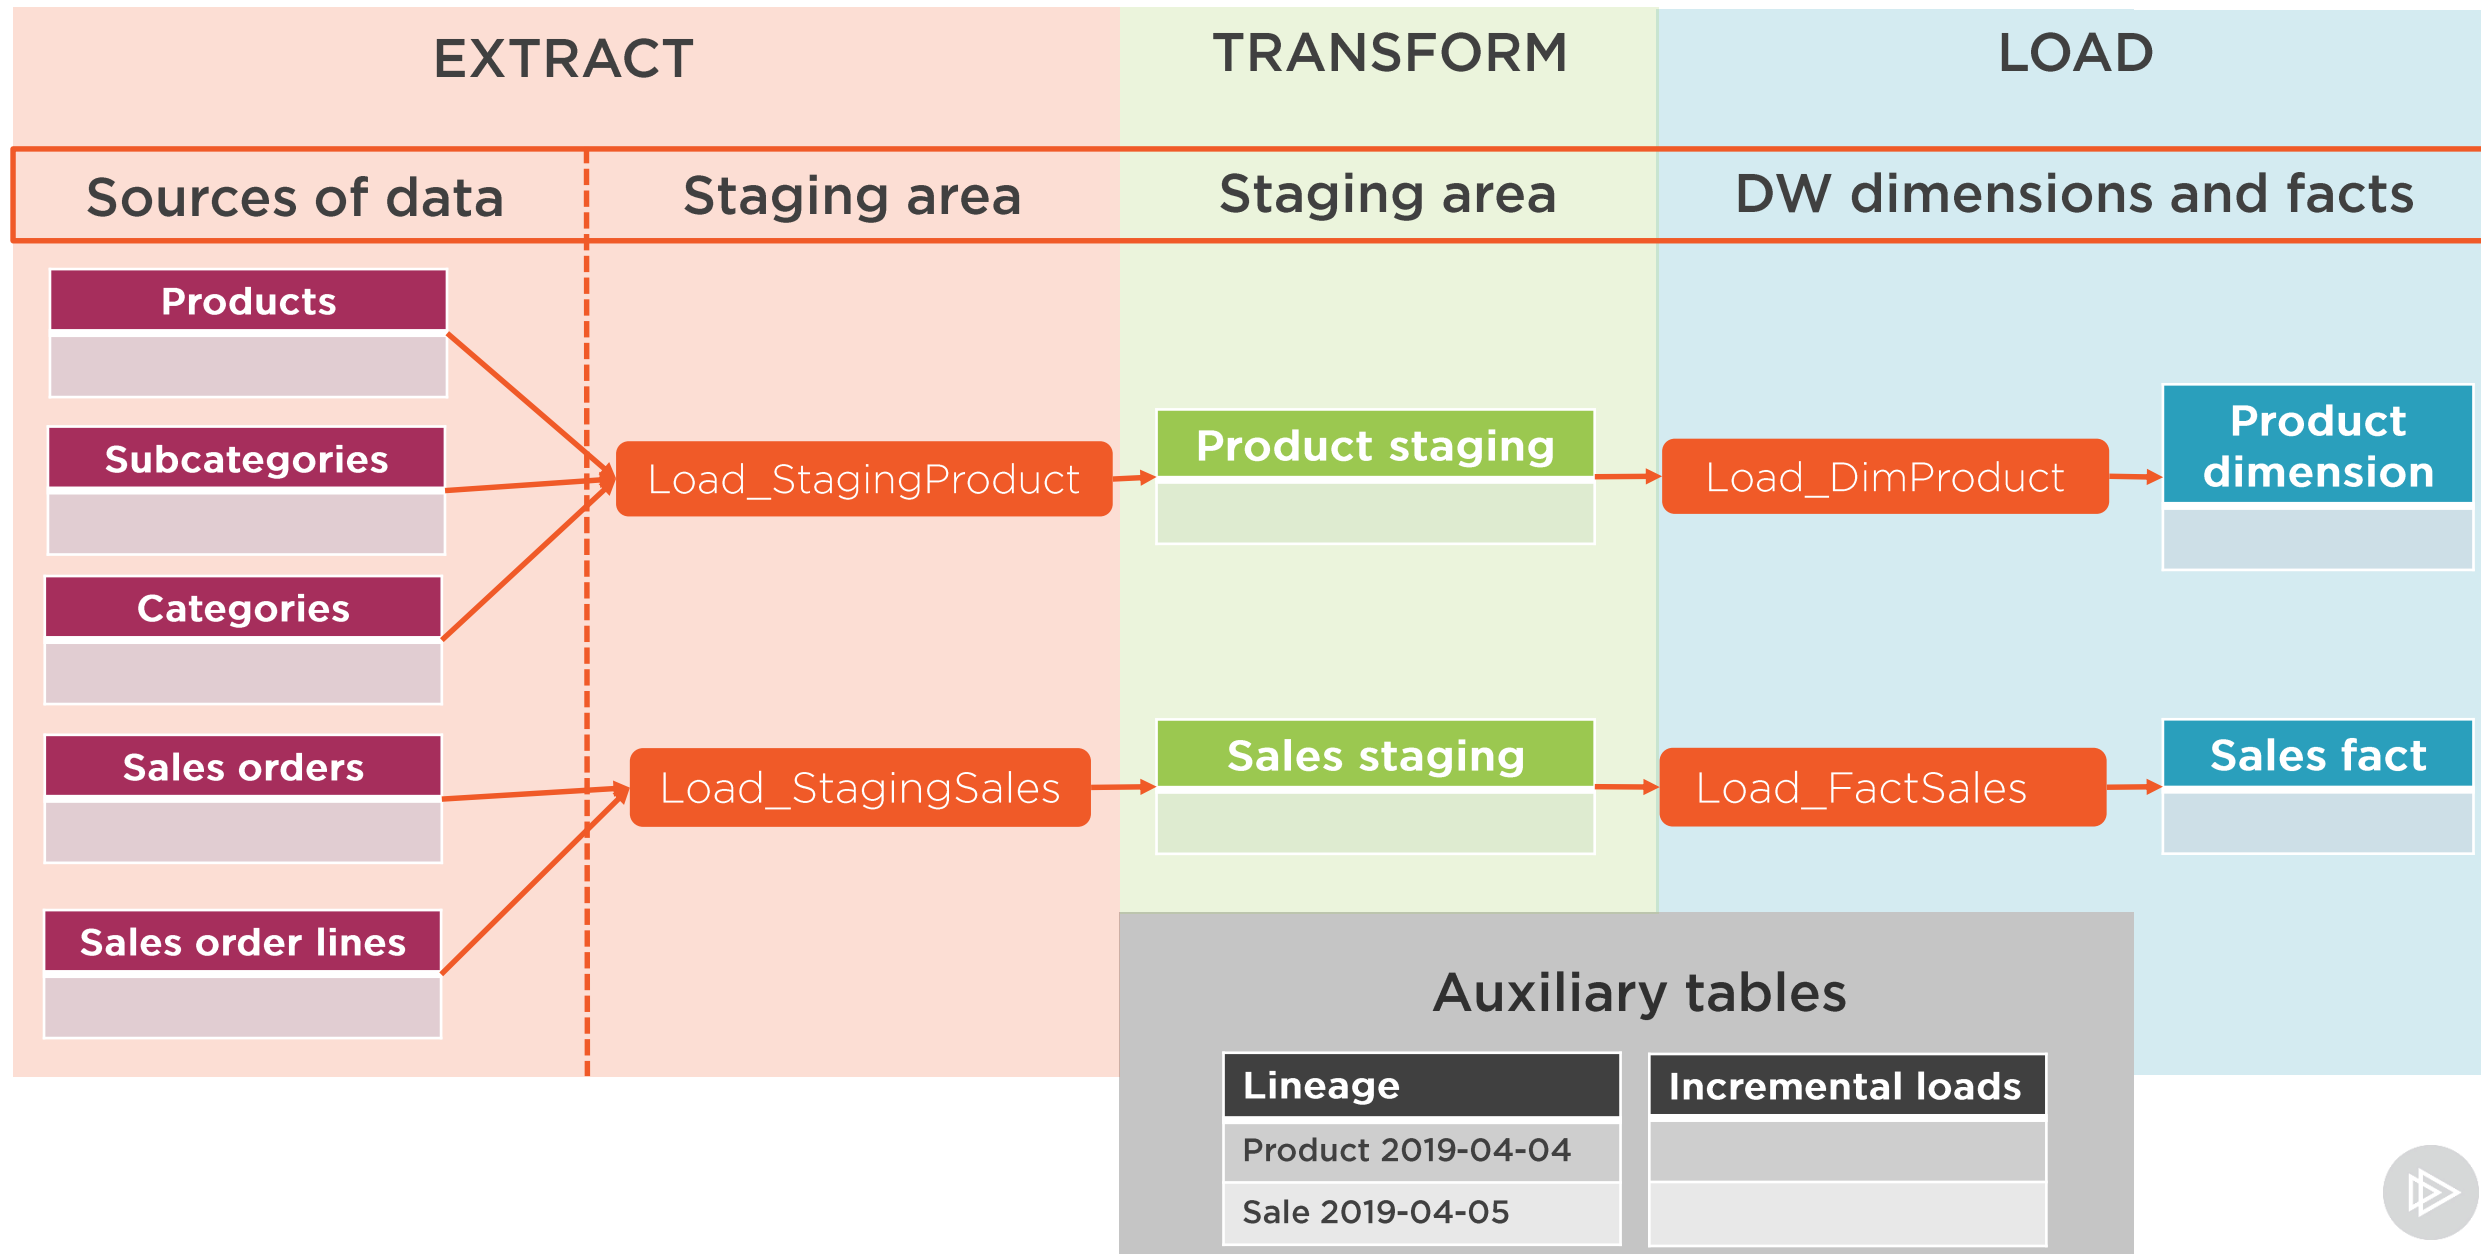 EXTRACT
TRANSFORM
LOAD
Sources of data
Staging area
Staging area
DW dimensions and facts
Products
Subcategories
Categories
Sales orders
Sales order lines
Load_StagingProduct
Load_StagingSales
Product staging
Sales staging
Load_DimProduct
Load_FactSales
Product
dimension
Sales fact
Auxiliary tables
Lineage
Product 2019-04-04
Sale 2019-04-05
Incremental loads